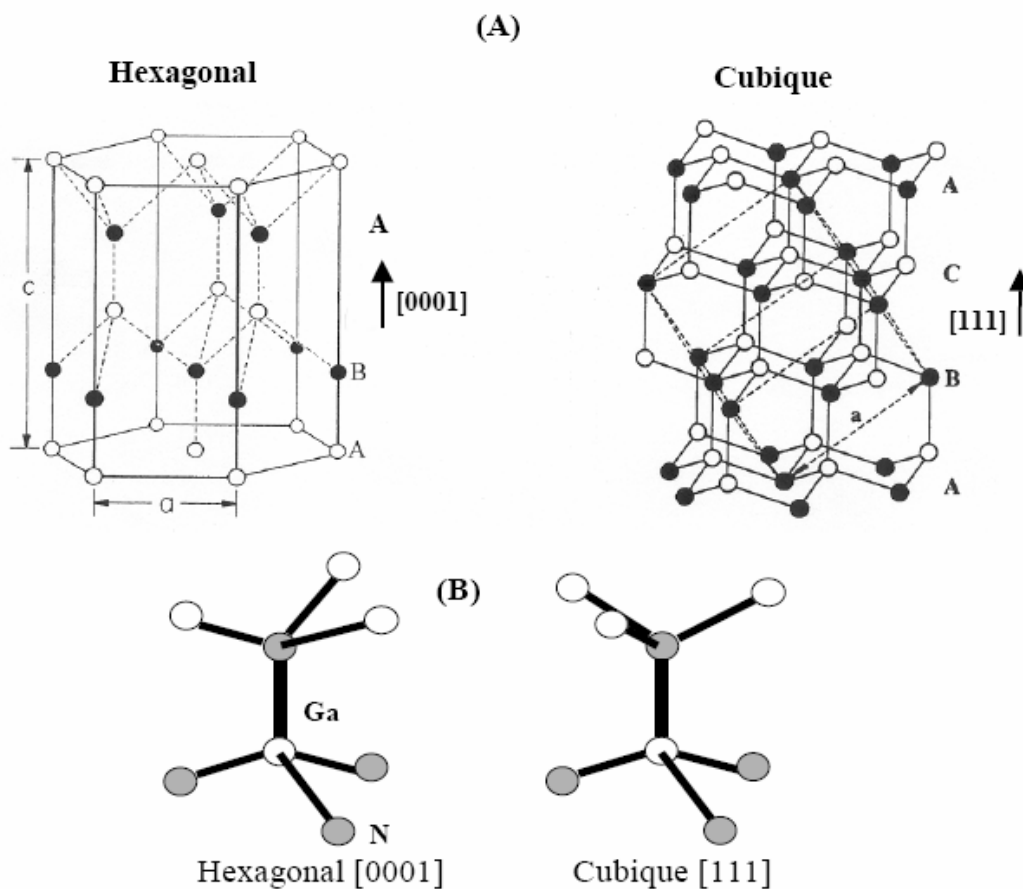 (A)
Hexagonal
Cubique
c
A
[0001]
B
A
a
A
C
[111]
B
a
A
(B)
Ga
N
Hexagonal [0001]
Cubique [111]